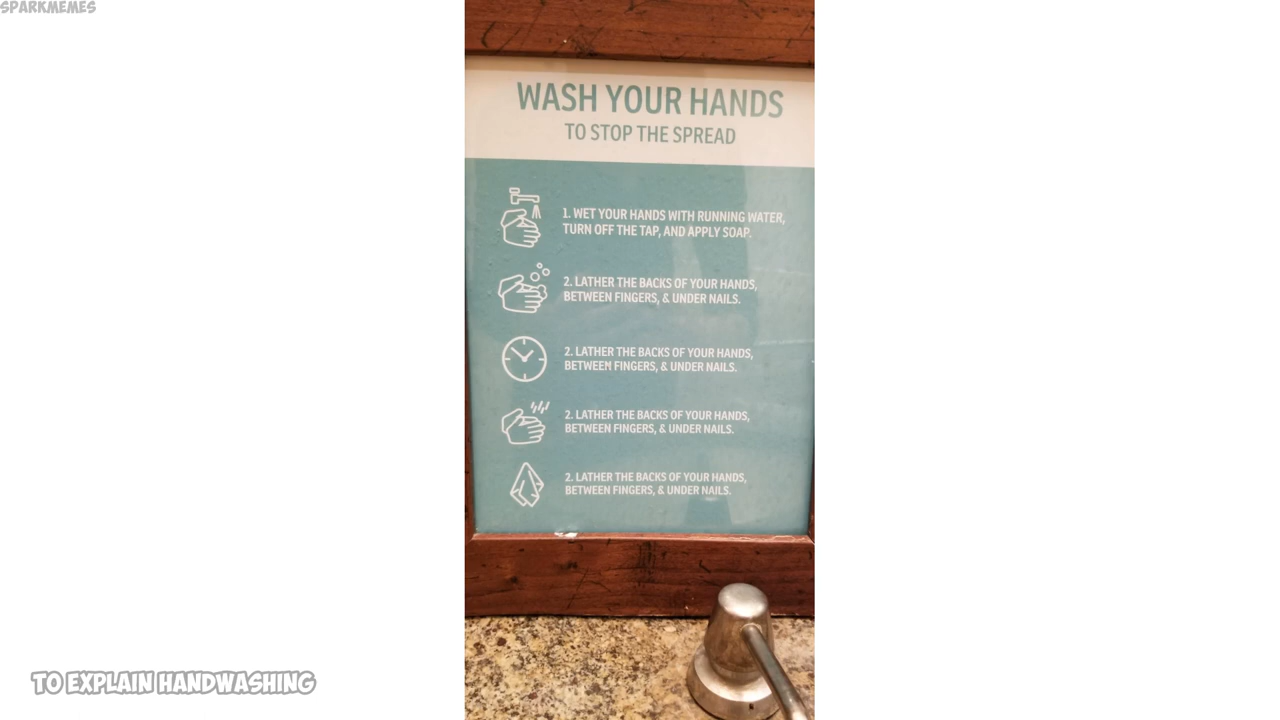 SPARKMEMES
WASH YOUR HANDS
TO STOP THE SPREAD
1. WET YOUR HANDS WITH RUNNING WATER,
TURN OFF THE TAP, AND APPLY SOAP.
2. LATHER THE BACKS OF YOUR HANDS,
BETWEEN FINGERS, & UNDER NAILS.
2. LATHER THE BACKS OF YOUR HANDS,
BETWEEN FINGERS, & UNDER NAILS.
2. LATHER THE BACKS OF YOUR HANDS,
BETWEEN FINGERS, & UNDER NAILS.
2. LATHER THE BACKS OF YOUR HANDS,
BETWEEN FINGERS, & UNDER NAILS.
TO EXPLAIN HANDWASHING